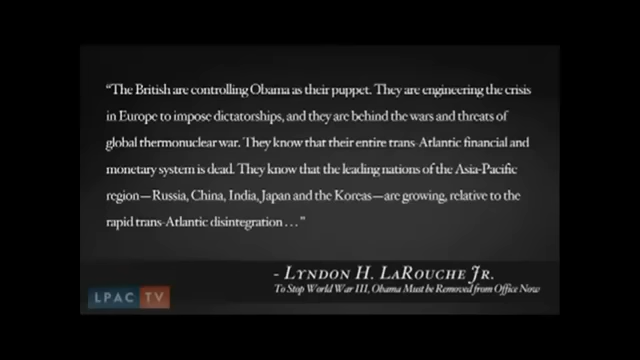 “The British are controlling Obama as their puppet. They are engineering the crisis
in Europe to impose dictatorships, and they are behind the wars and threats of
global thermonuclear war. They know that their entire trans-Atlantic financial and
monetary system is dead. They know that the leading nations of the Asia-Pacific
region—Russia, China, India, Japan and the Koreas—are growing, relative to the
rapid trans-Atlantic disintegration . . . ”
- Lyndon H. LaRouche Jr.
To Stop World War III, Obama Must be Removed from Office Now
LPAC TV